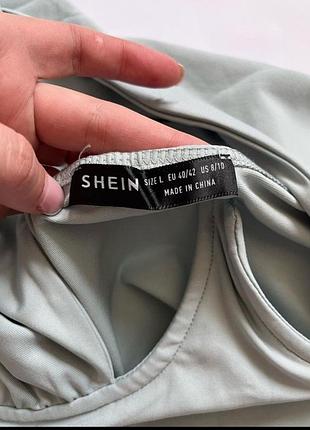 SHEIN SIZE L EU 40/42 US 8/10
MADE IN CHINA